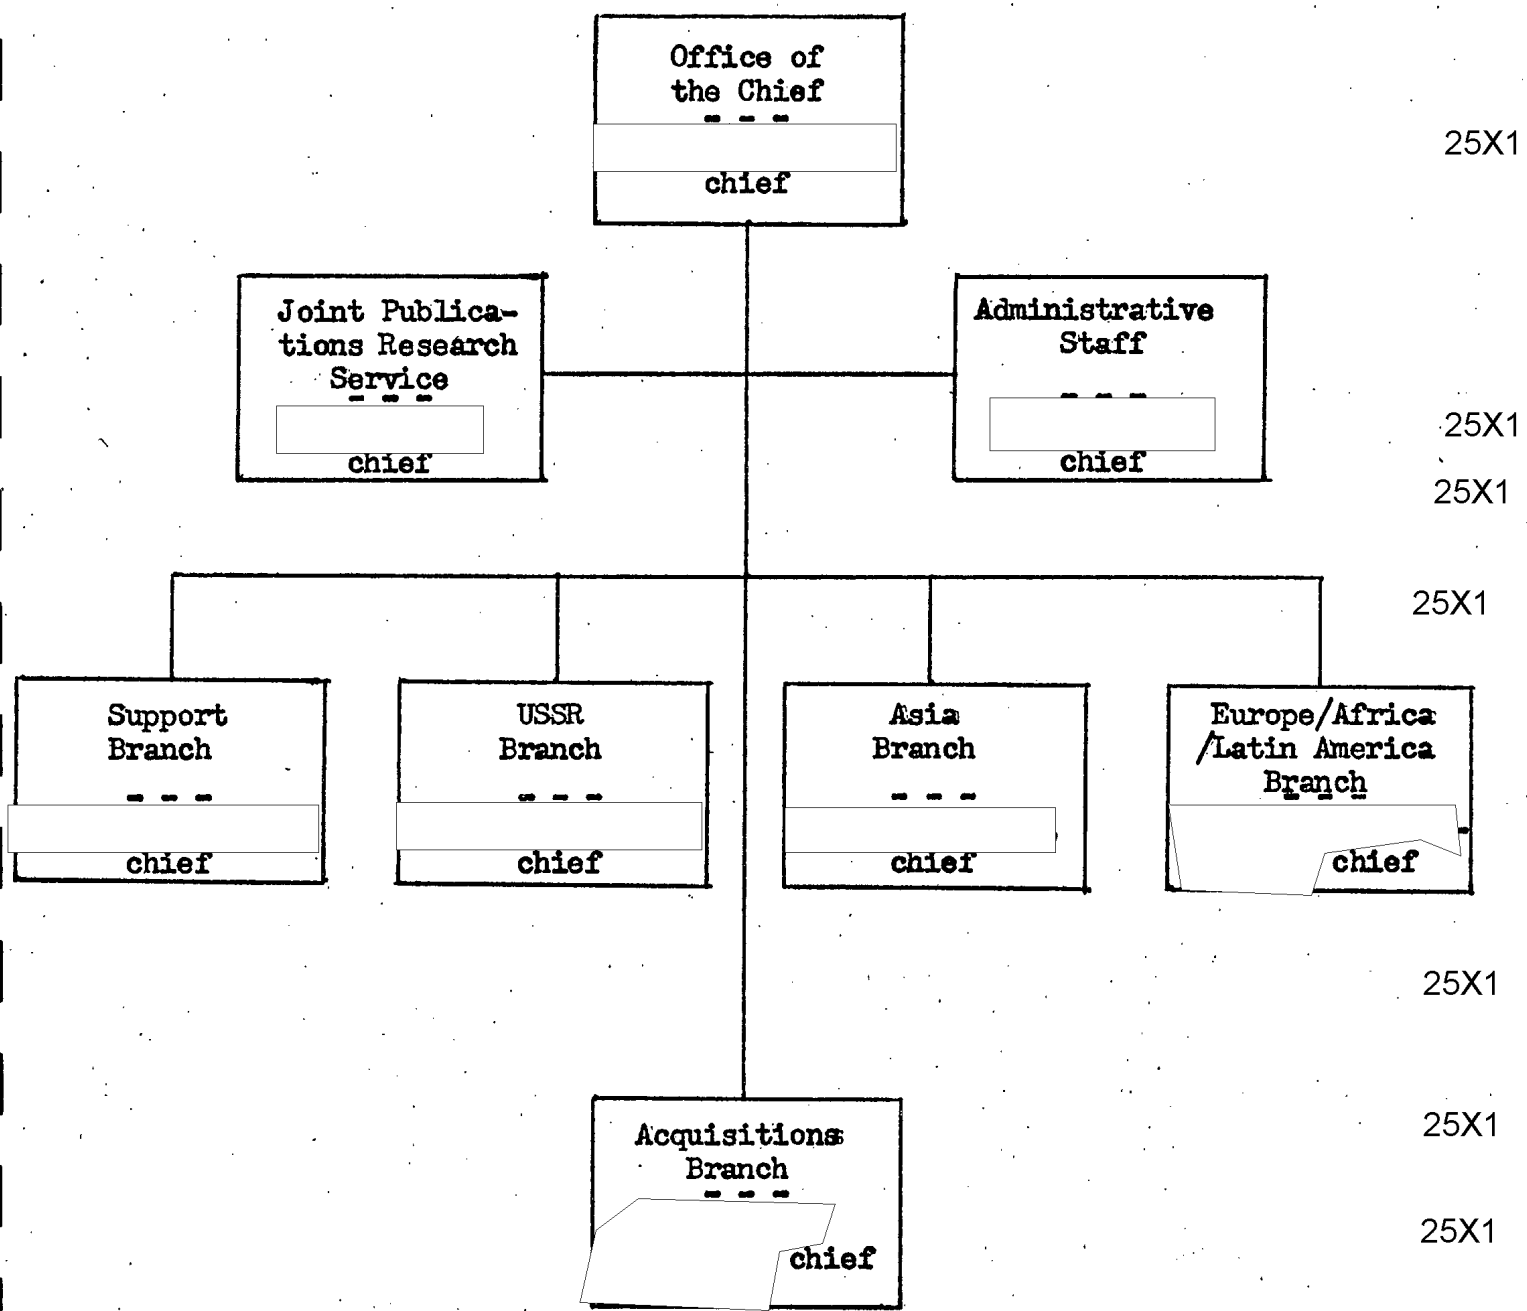 Office of
the Chief
- - -
chief
25X1
Joint Publica-
tions Research
Service
- - -
chief
Administrative
Staff
- - -
chief
25X1
25X1
25X1
Support
Branch
- - -
chief
USSR
Branch
- - -
chief
Asia
Branch
- - -
chief
Europe/Africa
/Latin America
Branch
- - -
chief
25X1
25X1
Acquisitions
Branch
- - -
chief
25X1